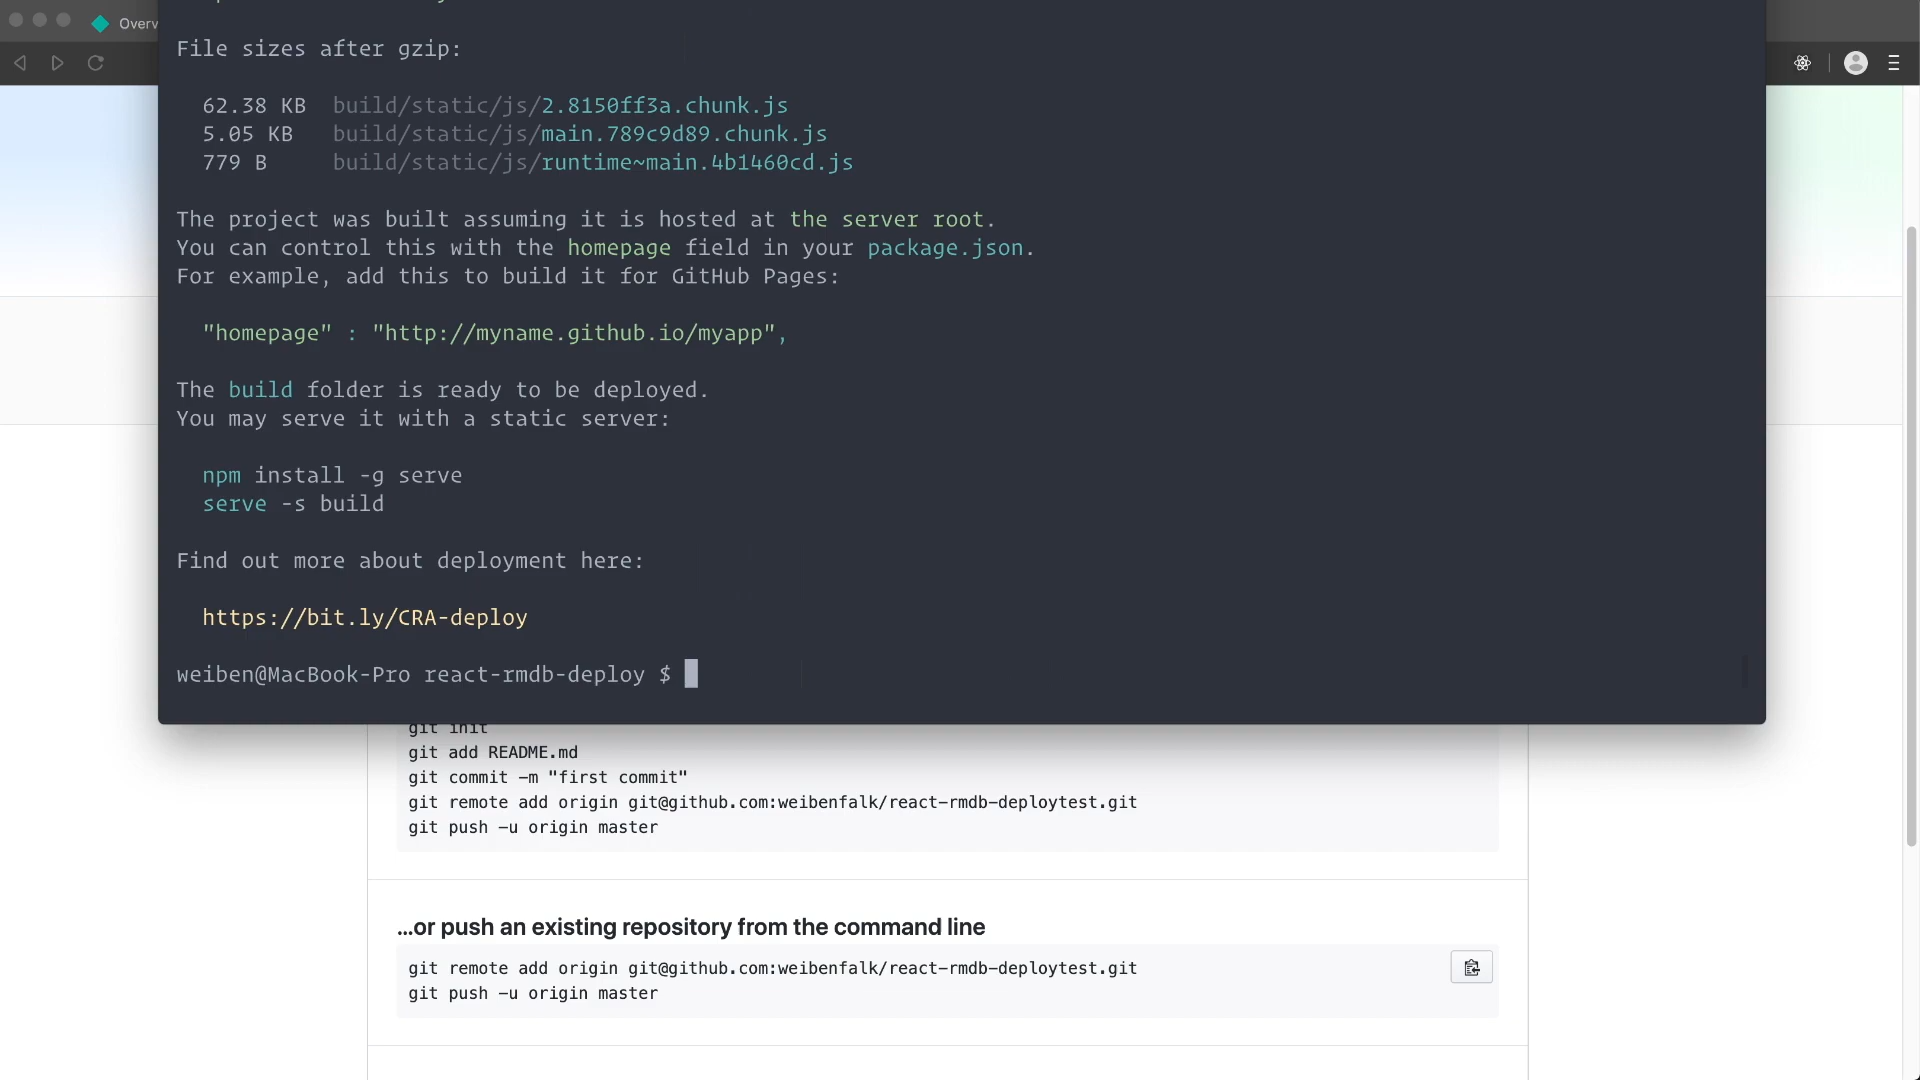 Overv
File sizes after gzip:
62.38 KB build/static/js/2.8150ff3a.chunk.js
5.05 KB build/static/js/main.789c9d89.chunk.js
779 B build/static/js/runtime~main.4b1460cd.js
The project was built assuming it is hosted at the server root.
You can control this with the homepage field in your package.json.
For example, add this to build it for GitHub Pages:
"homepage" : "http://myname.github.io/myapp",
The build folder is ready to be deployed.
You may serve it with a static server:
npm install -g serve
serve -s build
Find out more about deployment here:
https://bit.ly/CRA-deploy
weiben@MacBook-Pro react-rmdb-deploy $
git init
git add README.md
git commit -m "first commit"
git remote add origin git@github.com:weibenfalk/react-rmdb-deploytest.git
git push -u origin master
...or push an existing repository from the command line
git remote add origin git@github.com:weibenfalk/react-rmdb-deploytest.git
git push -u origin master